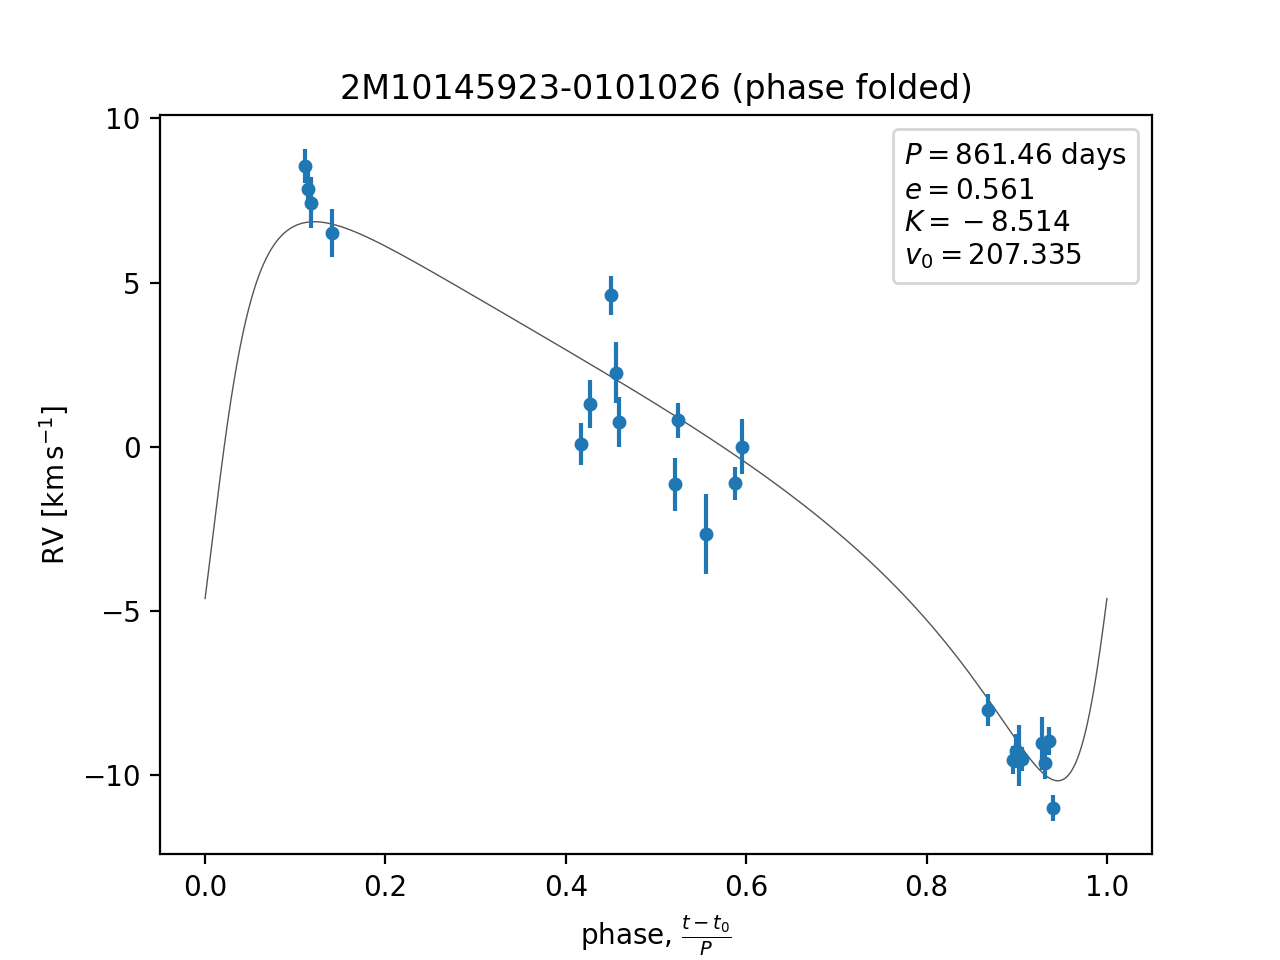 2M10145923-0101026 (phase folded)
P = 861.46 days
e = 0.561
K = −8.514
v₀ = 207.335
RV [km s⁻¹]
10
5
0
−5
−10
0.0 0.2 0.4 0.6 0.8 1.0
phase, (t − t₀)/P